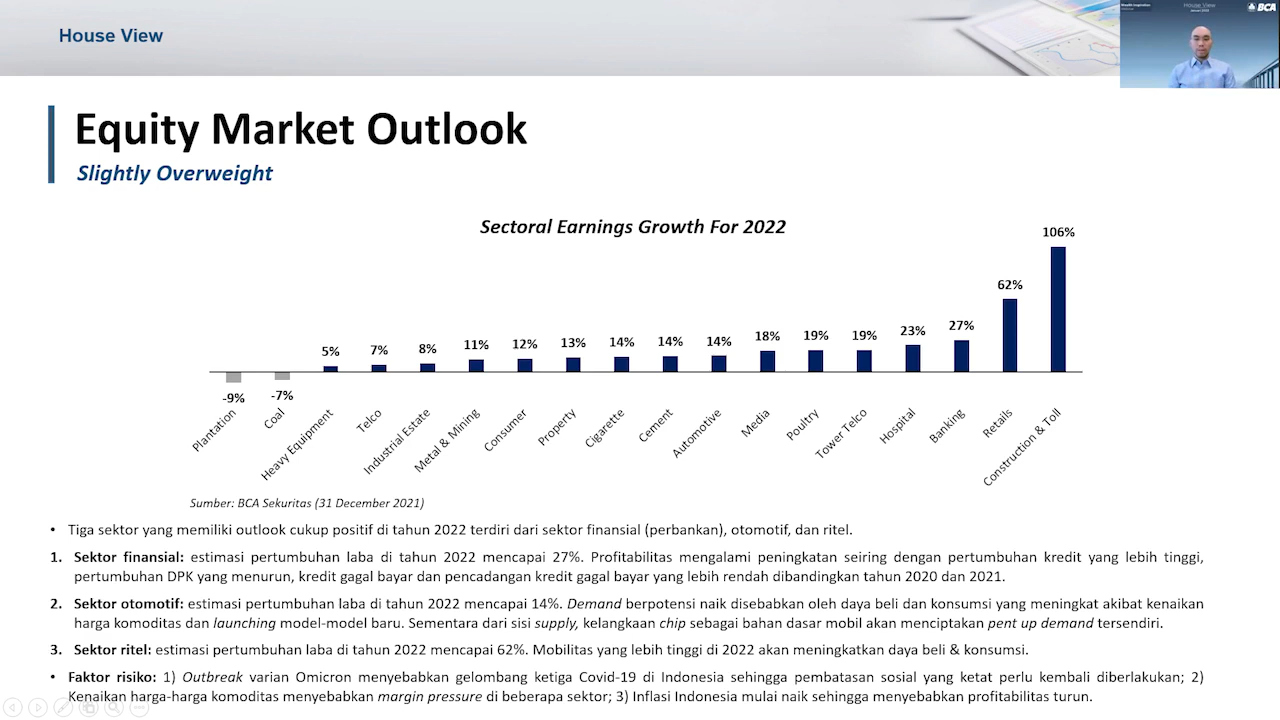 House View
House View
BCA
Equity Market Outlook
Slightly Overweight
Sectoral Earnings Growth For 2022
-9% -7% 5% 7% 8% 11% 12% 13% 14% 14% 14% 18% 19% 19% 23% 27% 62% 106%
Plantation Coal Heavy Equipment Telco Industrial Estate Metal & Mining Consumer Property Cigarette Cement Automotive Media Poultry Tower Telco Hospital Banking Retails Construction & Toll
Sumber: BCA Sekuritas (31 December 2021)
• Tiga sektor yang memiliki outlook cukup positif di tahun 2022 terdiri dari sektor finansial (perbankan), otomotif, dan ritel.
1. Sektor finansial: estimasi pertumbuhan laba di tahun 2022 mencapai 27%. Profitabilitas mengalami peningkatan seiring dengan pertumbuhan kredit yang lebih tinggi,
pertumbuhan DPK yang menurun, kredit gagal bayar dan pencadangan kredit gagal bayar yang lebih rendah dibandingkan tahun 2020 dan 2021.
2. Sektor otomotif: estimasi pertumbuhan laba di tahun 2022 mencapai 14%. Demand berpotensi naik disebabkan oleh daya beli dan konsumsi yang meningkat akibat kenaikan
harga komoditas dan launching model-model baru. Sementara dari sisi supply, kelangkaan chip sebagai bahan dasar mobil akan menciptakan pent up demand tersendiri.
3. Sektor ritel: estimasi pertumbuhan laba di tahun 2022 mencapai 62%. Mobilitas yang lebih tinggi di 2022 akan meningkatkan daya beli & konsumsi.
• Faktor risiko: 1) Outbreak varian Omicron menyebabkan gelombang ketiga Covid-19 di Indonesia sehingga pembatasan sosial yang ketat perlu kembali diberlakukan; 2)
Kenaikan harga-harga komoditas menyebabkan margin pressure di beberapa sektor; 3) Inflasi Indonesia mulai naik sehingga menyebabkan profitabilitas turun.